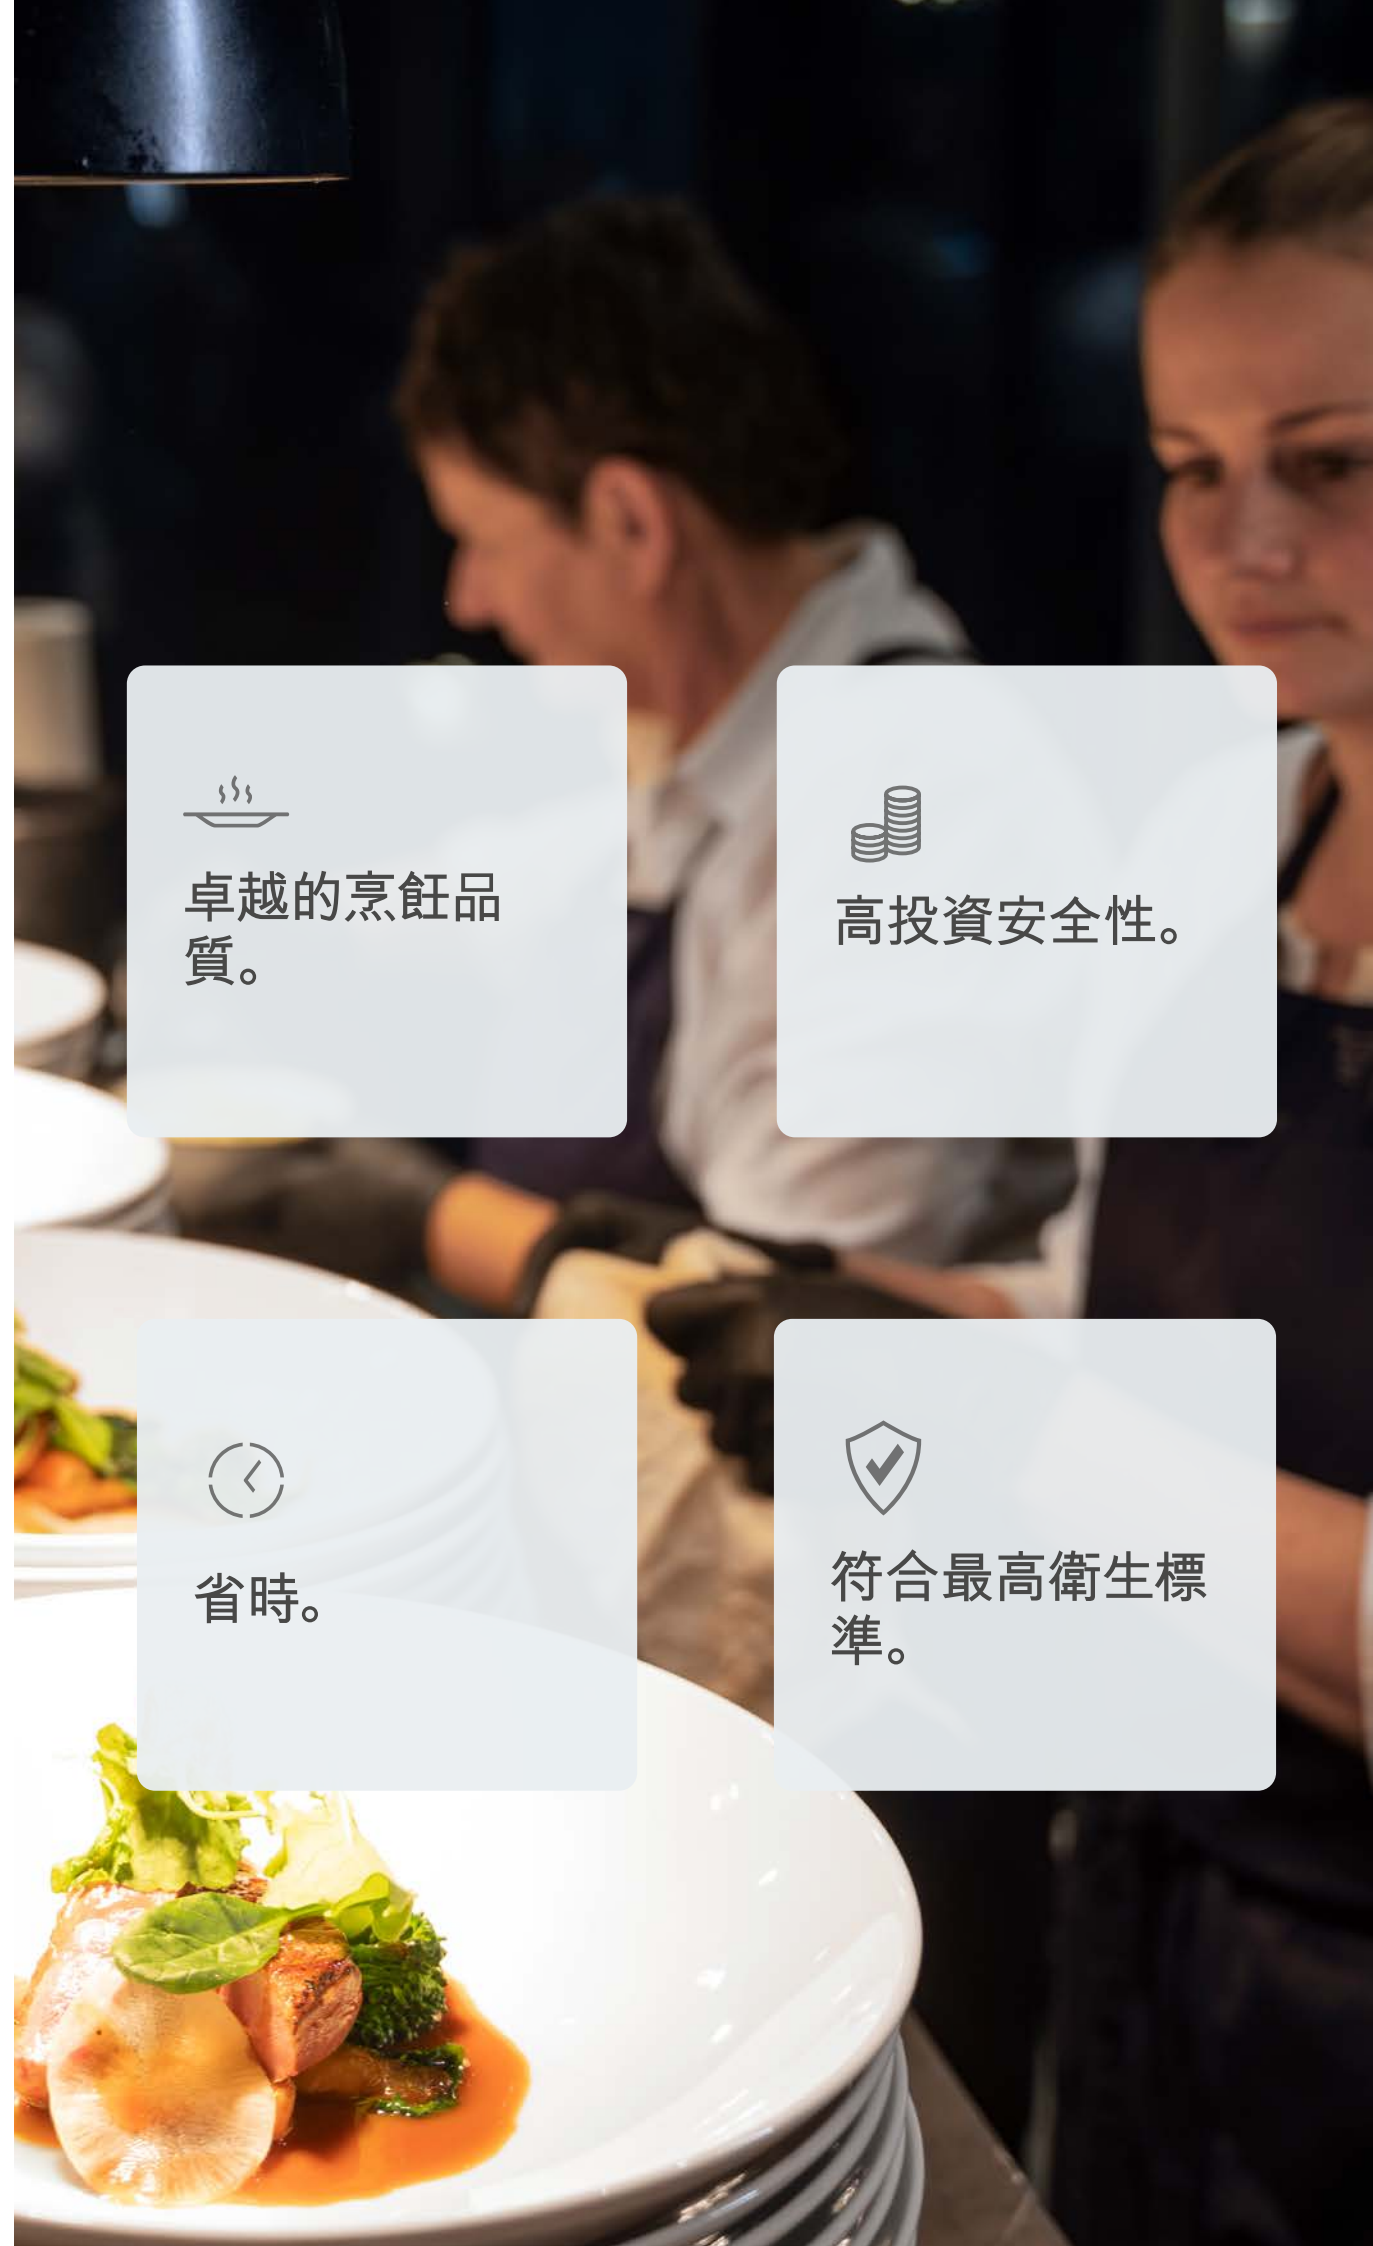 卓越的烹飪品
質。
高投資安全性。
省時。
符合最高衛生標
準。